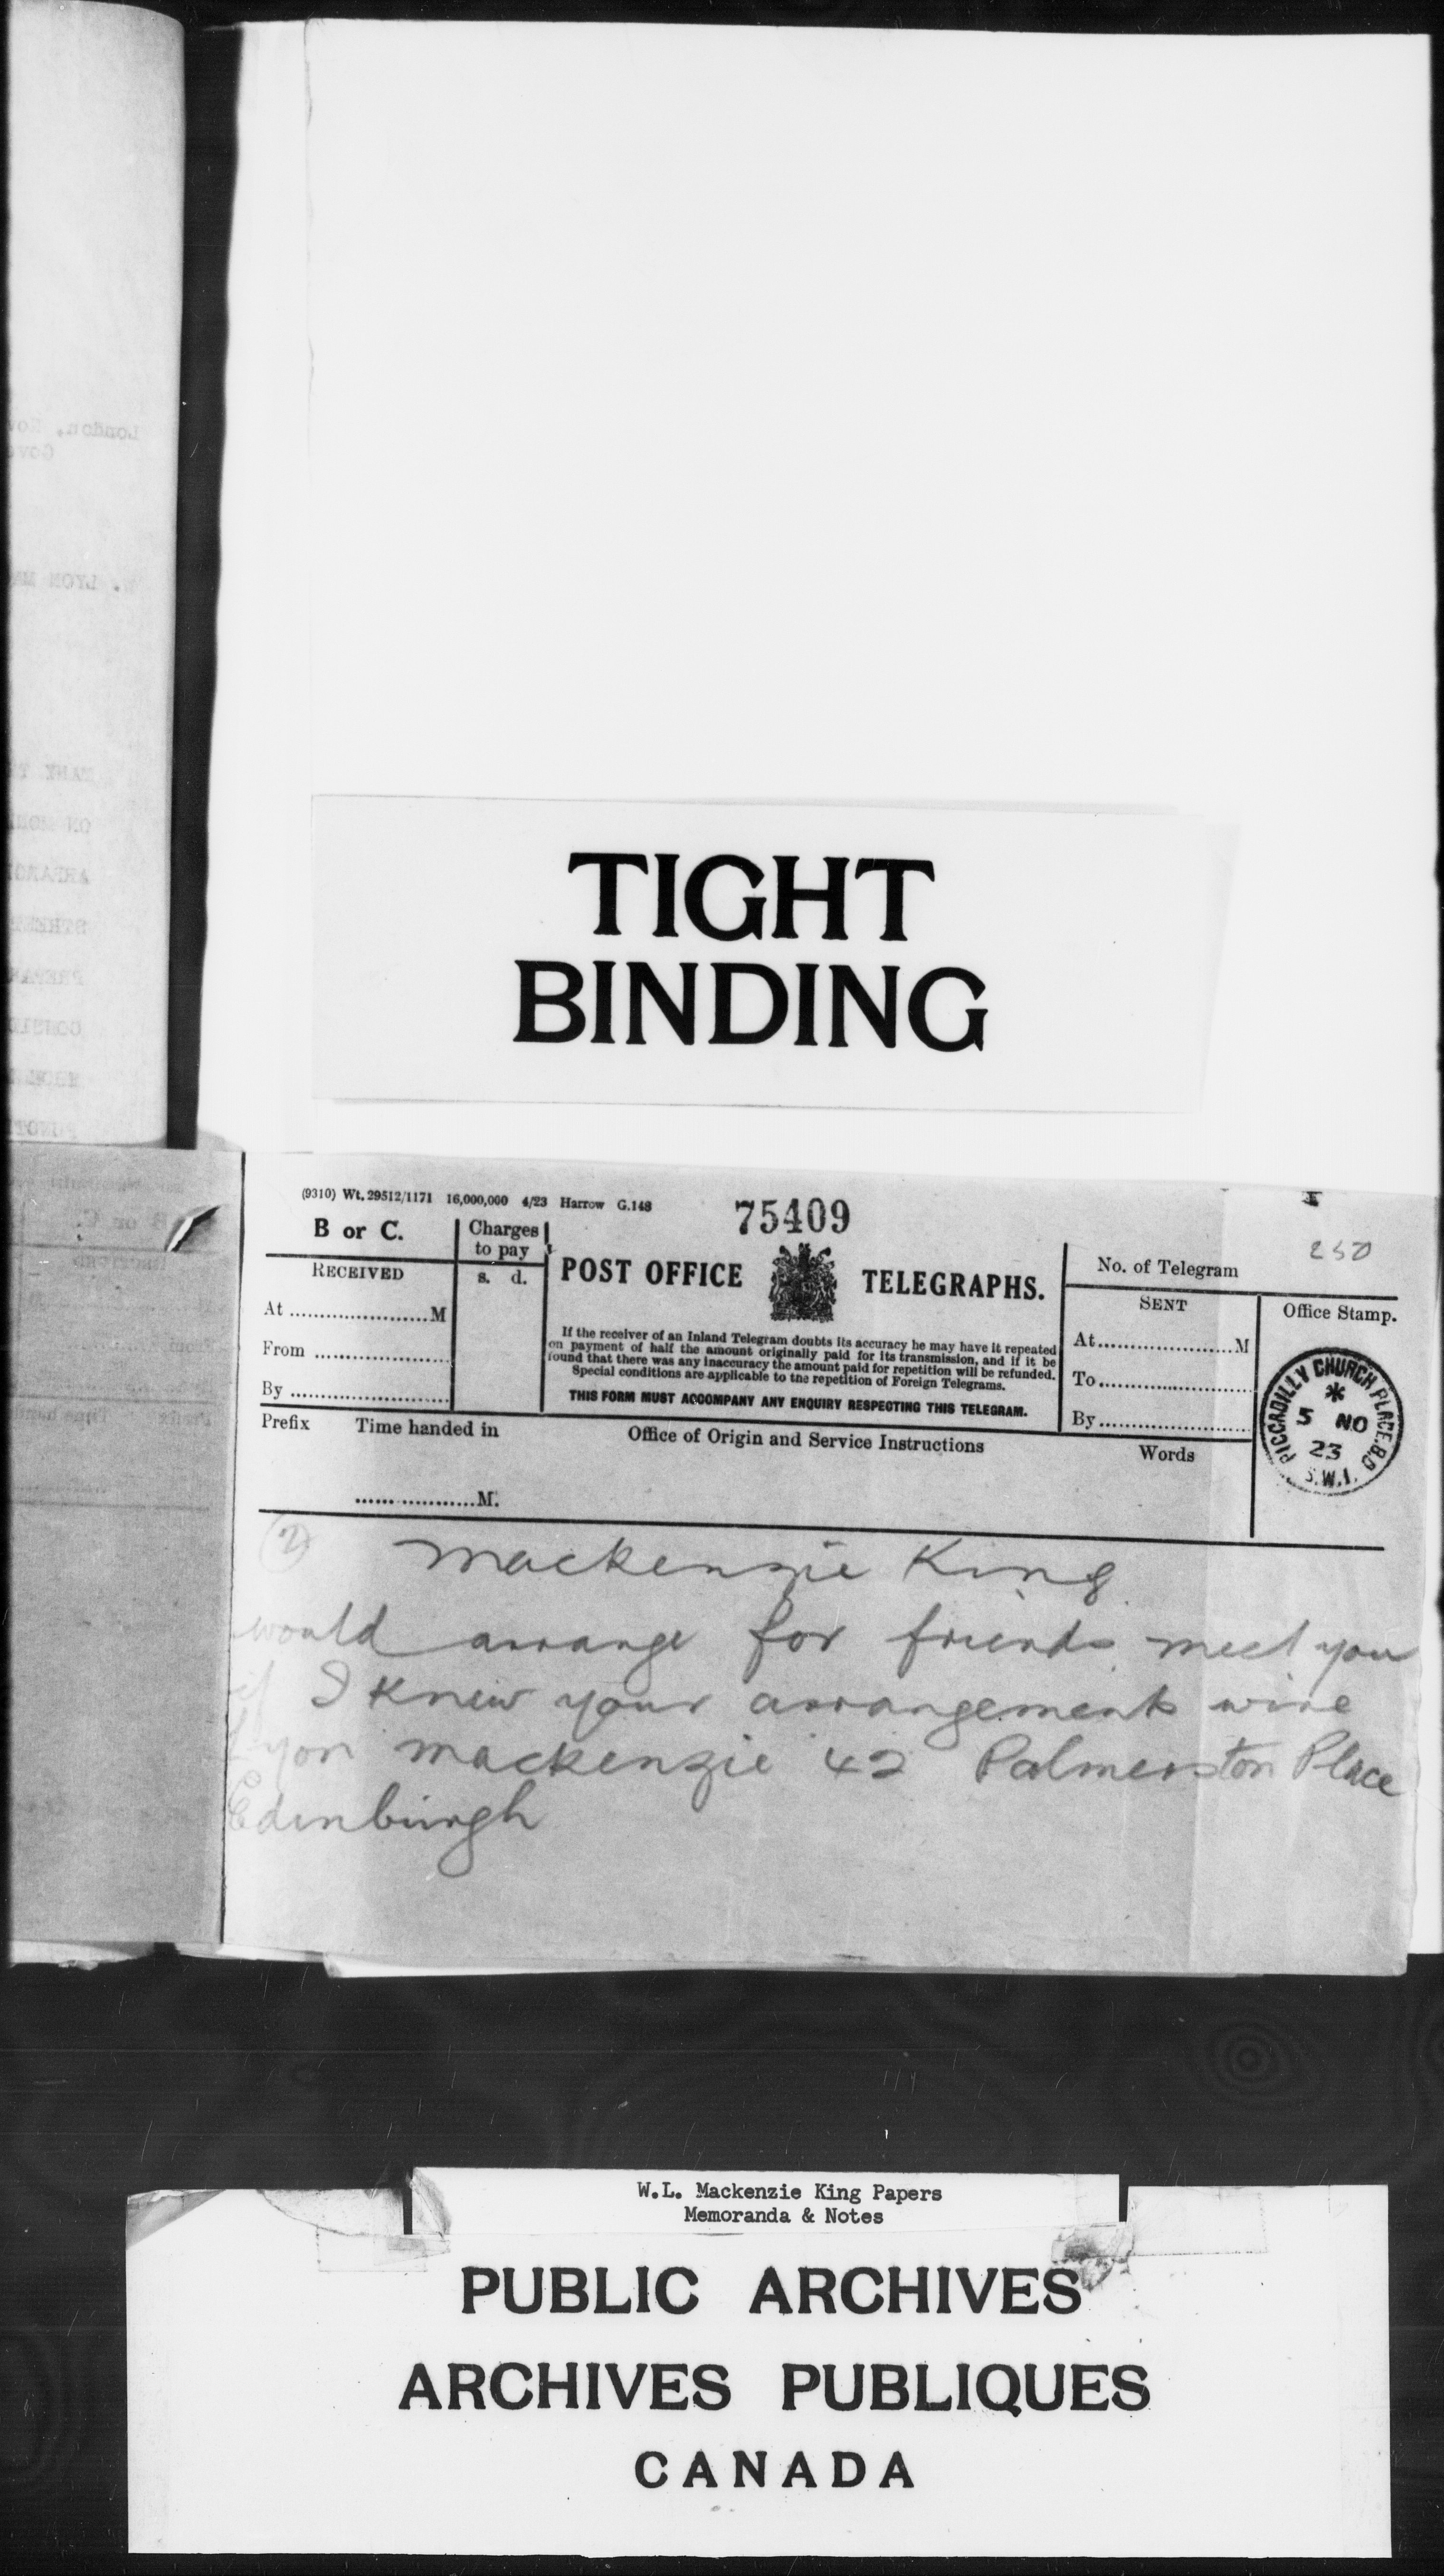 TIGHT
BINDING
(9310) Wt. 29512/1171 16,000,000 4/23 Harrow G.148
75409
B or C.
Charges
to pay
s. d.
RECEIVED
At ......................M
From ......................
By ..........................
POST OFFICE TELEGRAPHS.
If the receiver of an Inland Telegram doubts its accuracy he may have it repeated
on payment of half the amount originally paid for its transmission, and if it be
found that there was any inaccuracy the amount paid for repetition will be refunded.
Special conditions are applicable to the repetition of Foreign Telegrams.
THIS FORM MUST ACCOMPANY ANY ENQUIRY RESPECTING THIS TELEGRAM.
No. of Telegram
250
SENT
At......................M
To........................
By........................
Office Stamp.
PICCADILLY CHURCH PLACE.B.O
5 NO
23
S.W.1.
Prefix Time handed in
Office of Origin and Service Instructions
Words
...................M.
(2) Mackenzie King
would arrange for friends meet you
if I knew your arrangements wire
Lyon Mackenzie 42 Palmerston Place
Edinburgh
W.L. Mackenzie King Papers
Memoranda & Notes
PUBLIC ARCHIVES
ARCHIVES PUBLIQUES
CANADA